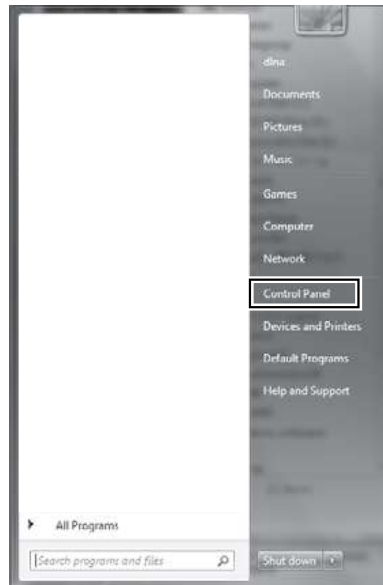 dlna
Documents
Pictures
Music
Games
Computer
Network
Control Panel
Devices and Printers
Default Programs
Help and Support
All Programs
Search programs and files
Shut down